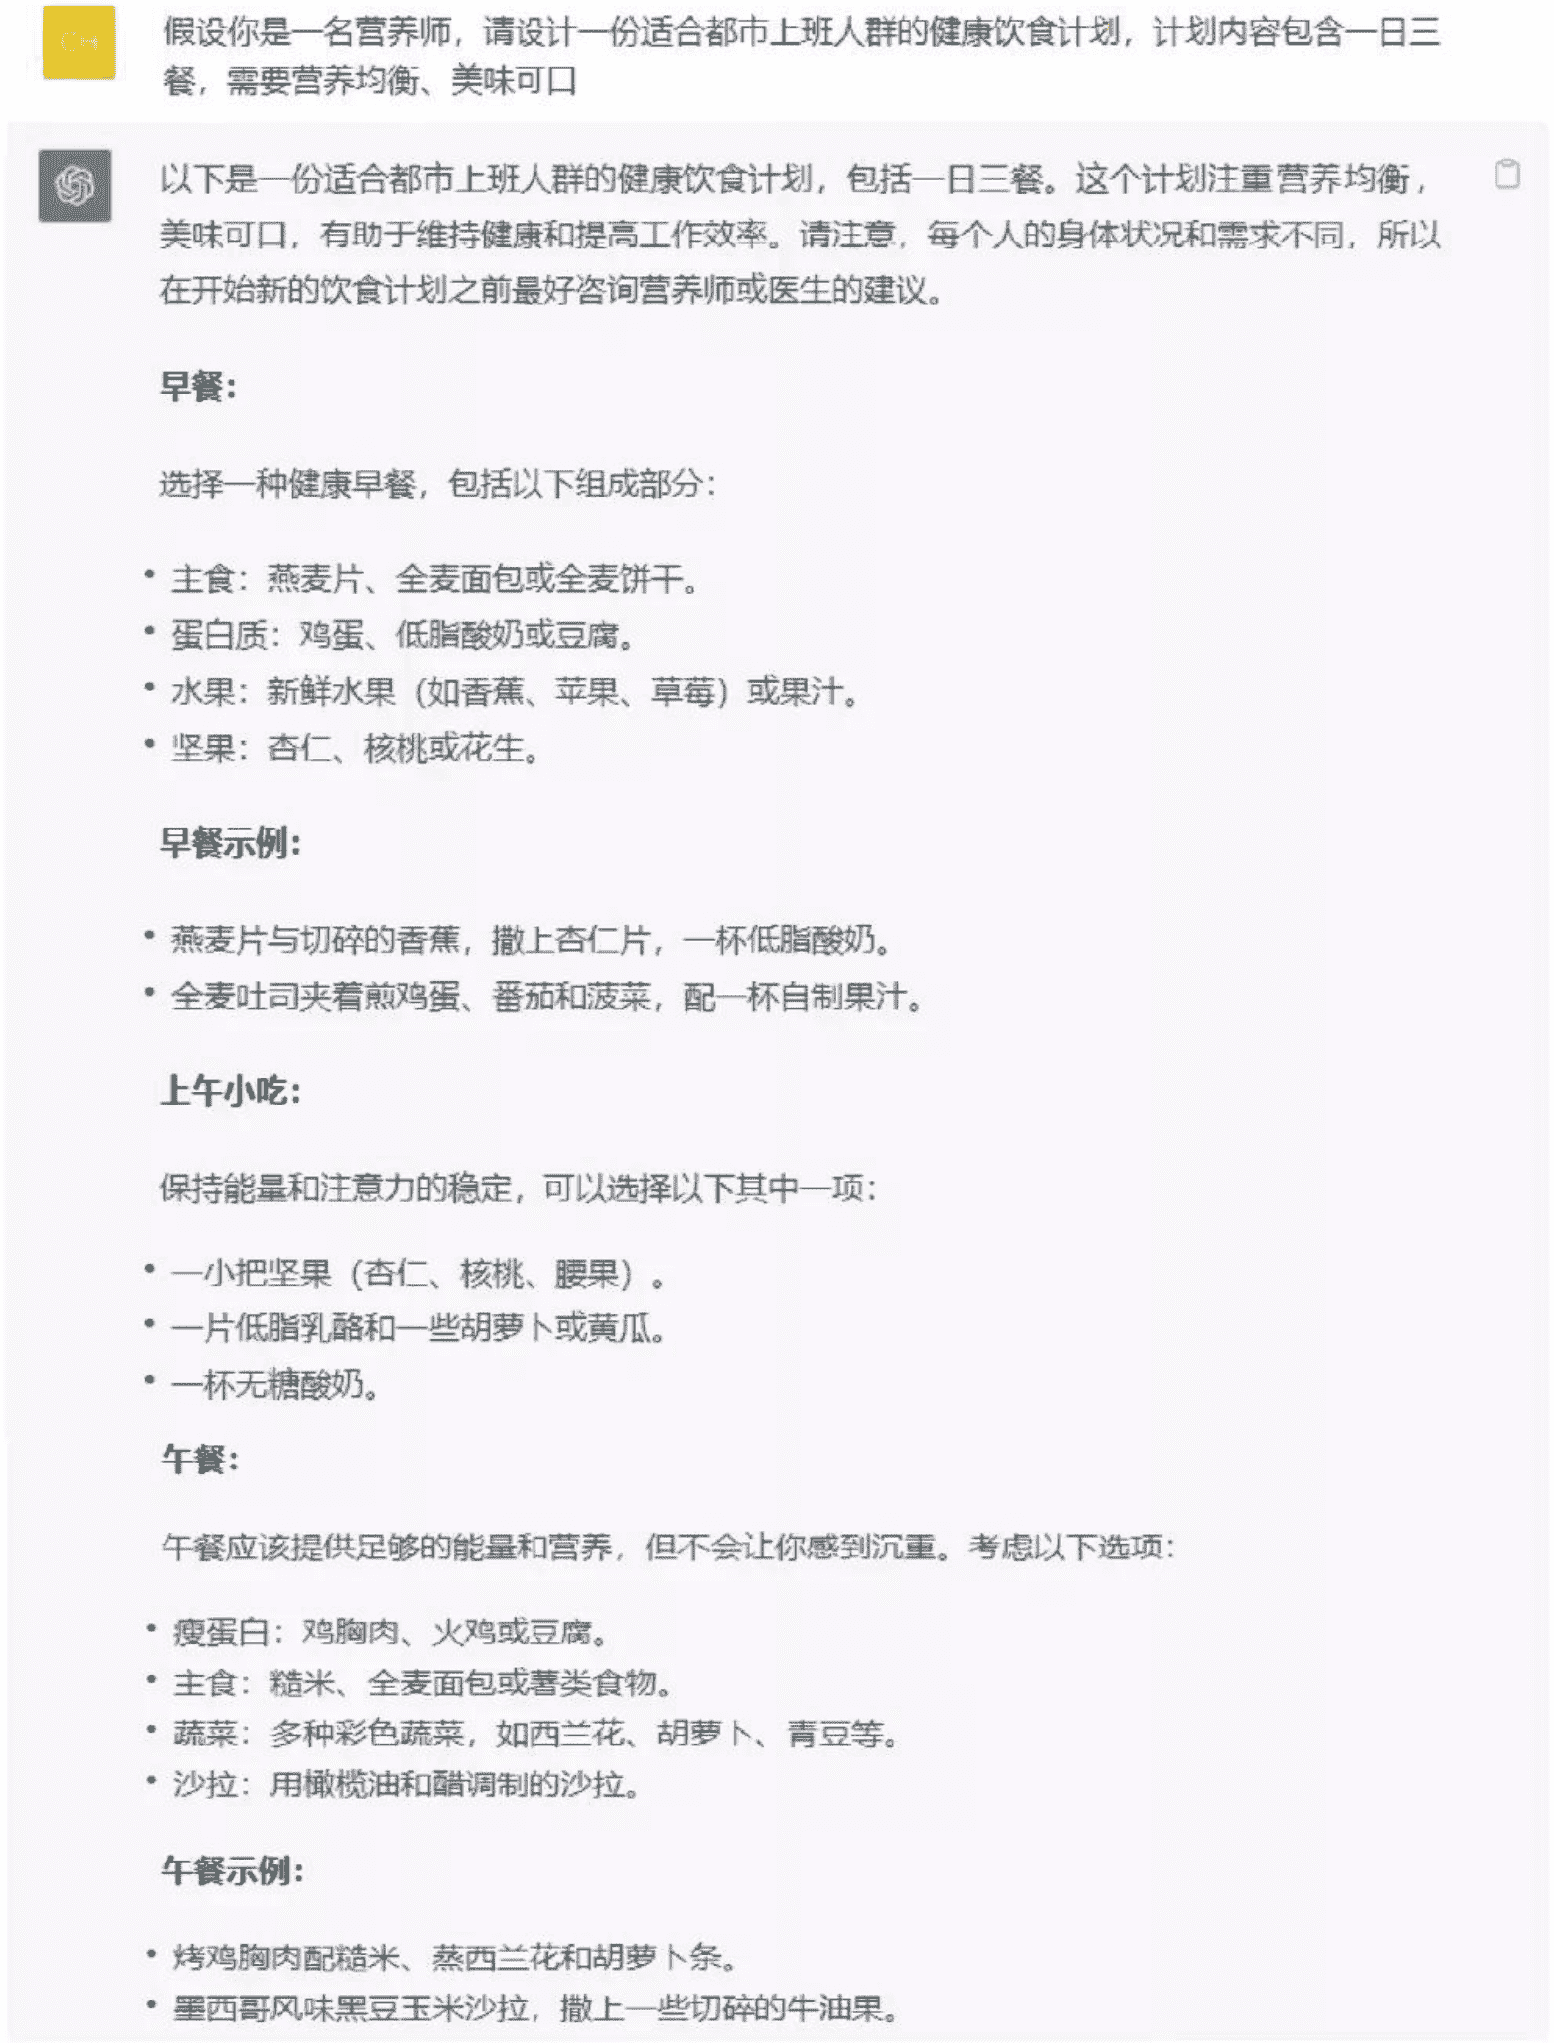 假设你是一名营养师，请设计一份适合都市上班人群的健康饮食计划，计划内容包含一日三
餐，需要营养均衡、美味可口
以下是一份适合都市上班人群的健康饮食计划，包括一日三餐。这个计划注重营养均衡，
美味可口，有助于维持健康和提高工作效率。请注意，每个人的身体状况和需求不同，所以
在开始新的饮食计划之前最好咨询营养师或医生的建议。
早餐：
选择一种健康早餐，包括以下组成部分：
• 主食：燕麦片、全麦面包或全麦饼干。
• 蛋白质：鸡蛋、低脂酸奶或豆腐。
• 水果：新鲜水果（如香蕉、苹果、草莓）或果汁。
• 坚果：杏仁、核桃或花生。
早餐示例：
• 燕麦片与切碎的香蕉，撒上杏仁片，一杯低脂酸奶。
• 全麦吐司夹着煎鸡蛋、番茄和菠菜，配一杯自制果汁。
上午小吃：
保持能量和注意力的稳定，可以选择以下其中一项：
• 一小把坚果（杏仁、核桃、腰果）。
• 一片低脂乳酪和一些胡萝卜或黄瓜。
• 一杯无糖酸奶。
午餐：
午餐应该提供足够的能量和营养，但不会让你感到沉重。考虑以下选项：
• 瘦蛋白：鸡胸肉、火鸡或豆腐。
• 主食：糙米、全麦面包或薯类食物。
• 蔬菜：多种彩色蔬菜，如西兰花、胡萝卜、青豆等。
• 沙拉：用橄榄油和醋调制的沙拉。
午餐示例：
• 烤鸡胸肉配糙米、蒸西兰花和胡萝卜条。
• 墨西哥风味黑豆玉米沙拉，撒上一些切碎的牛油果。